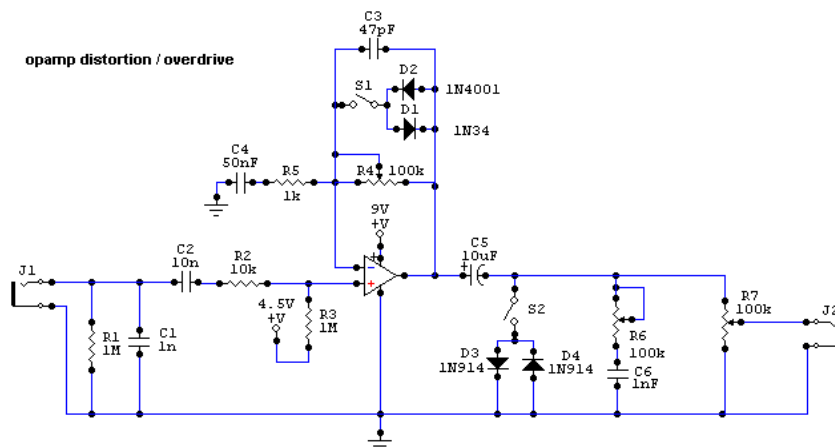 C3
47pF
opamp distortion / overdrive
D2
S1
1N4001
D1
1N34
C4
50nF
R5
1k
R4
100k
9V
+V
C2
10n
R2
10k
C5
10uF
J1
4.5V
+V
R3
1M
S2
R7
100k
J2
R1
1M
C1
1n
D3
1N914
D4
1N914
R6
100k
C6
1nF